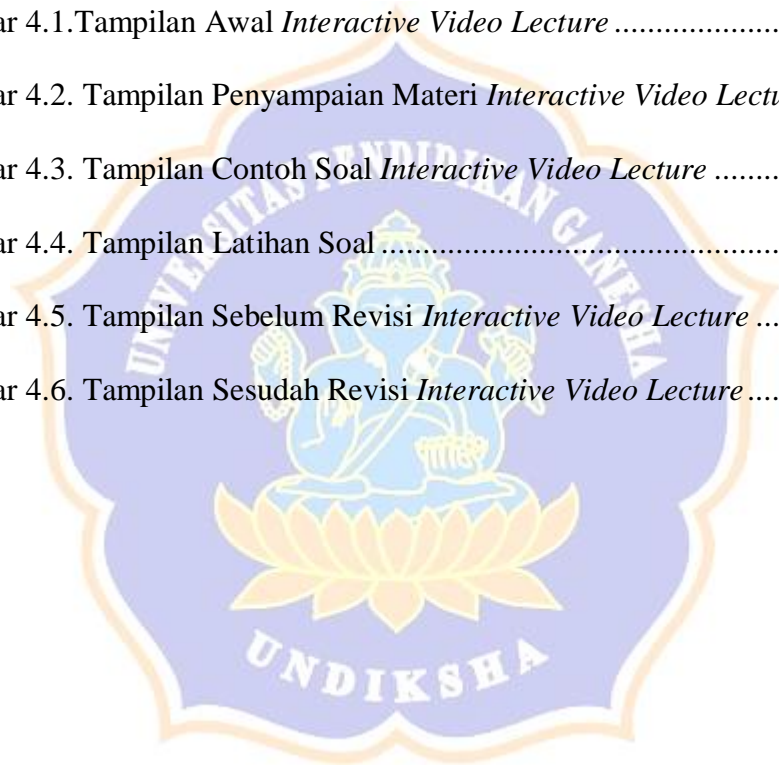 ar 4.1.Tampilan Awal Interactive Video Lecture ....................
ar 4.2. Tampilan Penyampaian Materi Interactive Video Lectu
ar 4.3. Tampilan Contoh Soal Interactive Video Lecture ........
ar 4.4. Tampilan Latihan Soal.................................................
ar 4.5. Tampilan Sebelum Revisi Interactive Video Lecture ...
ar 4.6. Tampilan Sesudah Revisi Interactive Video Lecture....
UNIVERSITAS PENDIDIKAN GANESHA
UNDIKSHA